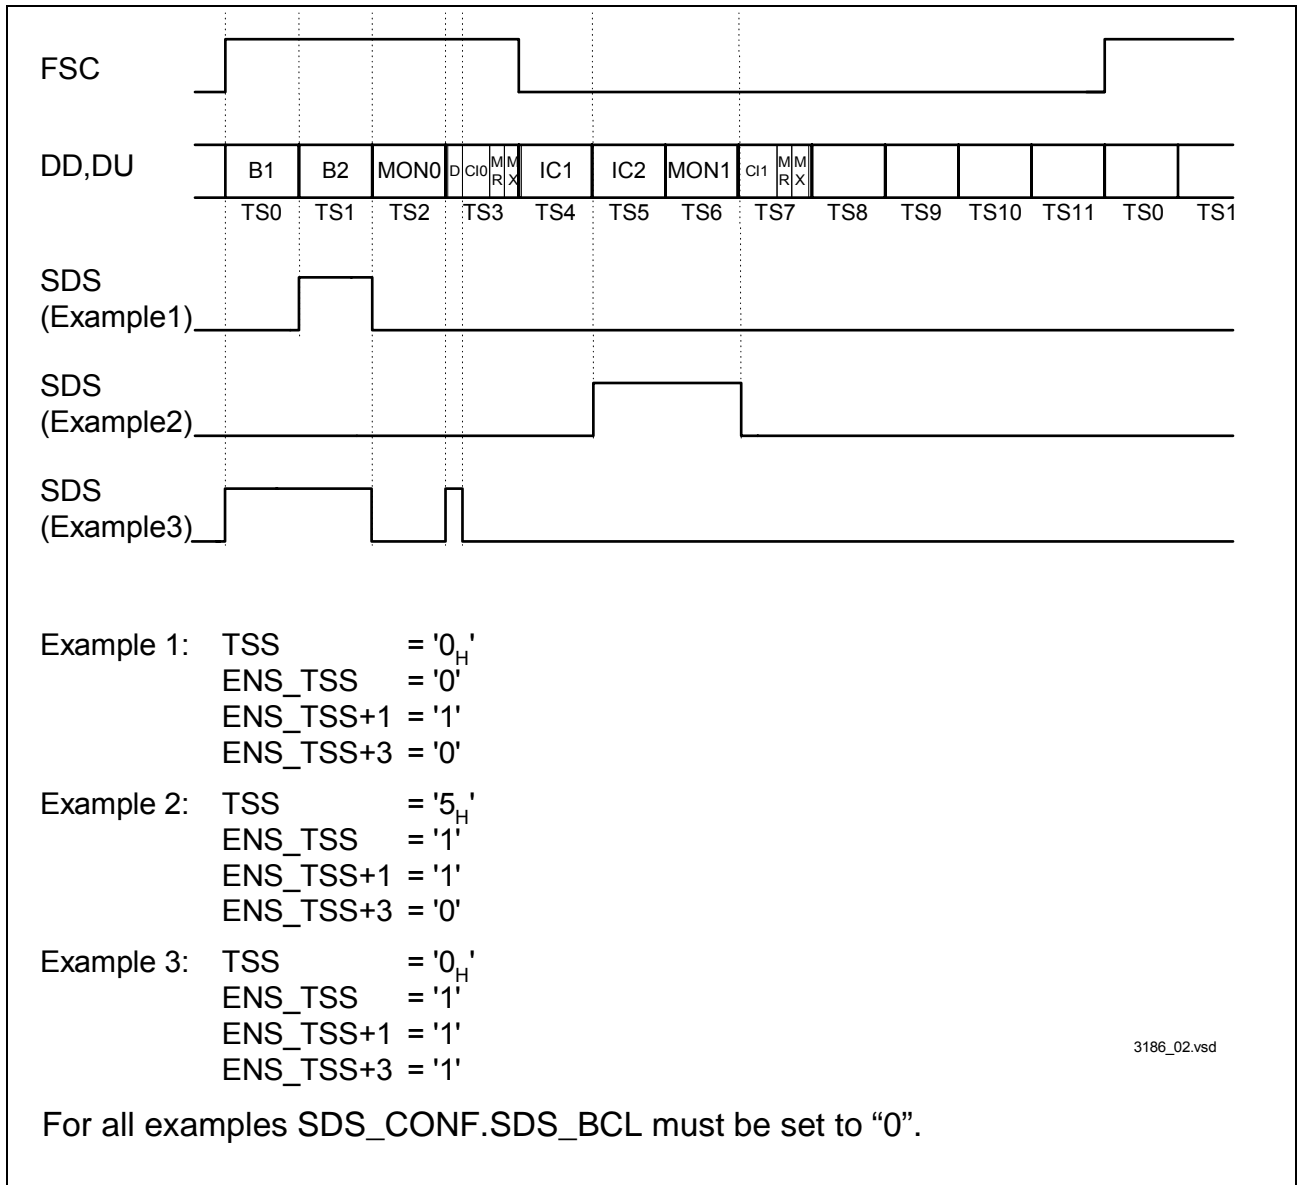 FSC
DD,DU B1 B2 MON0 D CI0 MR MX IC1 IC2 MON1 CI1 MR MX
TS0 TS1 TS2 TS3 TS4 TS5 TS6 TS7 TS8 TS9 TS10 TS11 TS0 TS1
SDS
(Example1)
SDS
(Example2)
SDS
(Example3)
Example 1: TSS = '0H'
ENS_TSS = '0'
ENS_TSS+1 = '1'
ENS_TSS+3 = '0'
Example 2: TSS = '5H'
ENS_TSS = '1'
ENS_TSS+1 = '1'
ENS_TSS+3 = '0'
Example 3: TSS = '0H'
ENS_TSS = '1'
ENS_TSS+1 = '1'
ENS_TSS+3 = '1'
3186_02.vsd
For all examples SDS_CONF.SDS_BCL must be set to “0”.